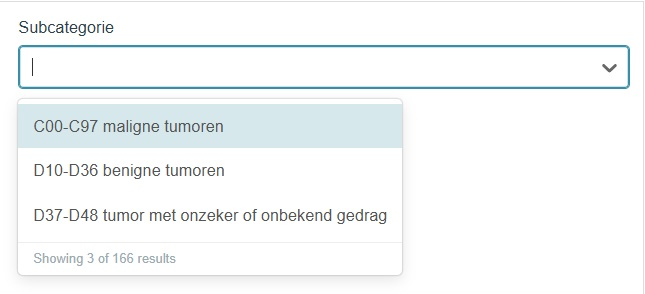 Subcategorie
C00-C97 maligne tumoren
D10-D36 benigne tumoren
D37-D48 tumor met onzeker of onbekend gedrag
Showing 3 of 166 results